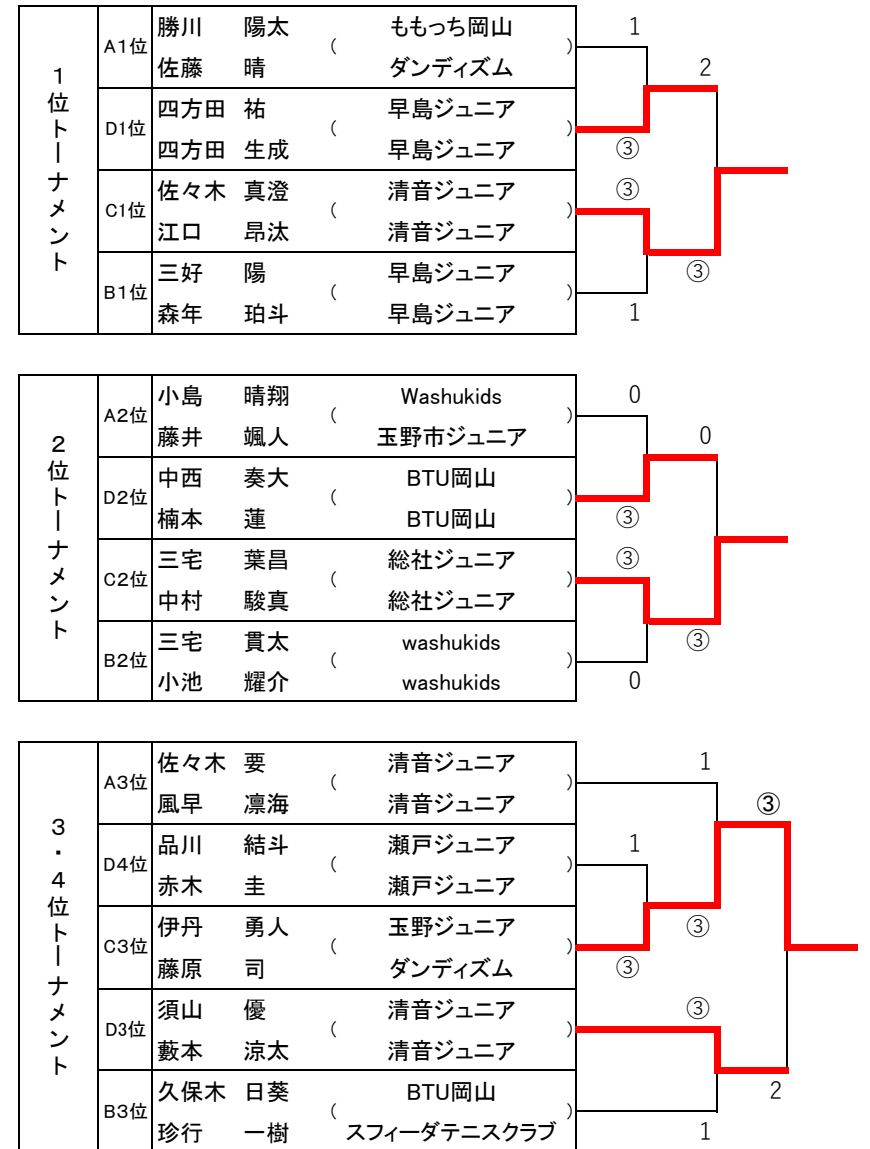 1位トーナメント
A1位 勝川 陽太 ( ももっち岡山 ) 1
佐藤 晴 ダンディズム
2
D1位 四方田 祐 ( 早島ジュニア )
四方田 生成 早島ジュニア ③
C1位 佐々木 真澄 ( 清音ジュニア ) ③
江口 昂汰 清音ジュニア
③
B1位 三好 陽 ( 早島ジュニア )
森年 珀斗 早島ジュニア 1
2位トーナメント
A2位 小島 晴翔 ( Washukids ) 0
藤井 颯人 玉野市ジュニア 0
D2位 中西 奏大 ( BTU岡山 )
楠本 蓮 BTU岡山 ③
C2位 三宅 葉昌 ( 総社ジュニア ) ③
中村 駿真 総社ジュニア
B2位 三宅 貫太 ( washukids ) ③
小池 耀介 washukids 0
3・4位トーナメント
A3位 佐々木 要 ( 清音ジュニア ) 1
風早 凛海 清音ジュニア ③
D4位 品川 結斗 ( 瀬戸ジュニア ) 1
赤木 圭 瀬戸ジュニア
C3位 伊丹 勇人 ( 玉野ジュニア ) ③
藤原 司 ダンディズム ③
D3位 須山 優 ( 清音ジュニア ) ③
藪本 涼太 清音ジュニア
B3位 久保木 日葵 ( BTU岡山 ) 2
珍行 一樹 スフィーダテニスクラブ 1